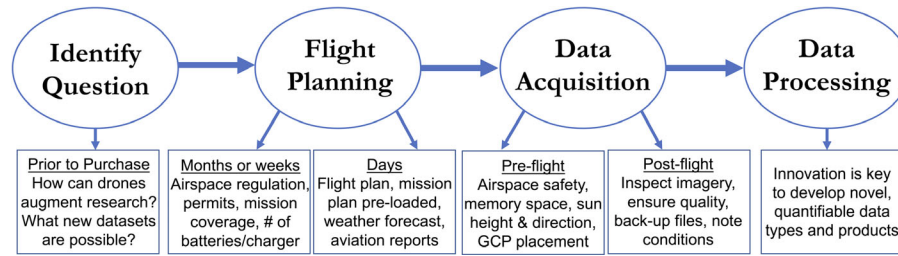 Identify
Question
Flight
Planning
Data
Acquisition
Data
Processing
Prior to Purchase
How can drones
augment research?
What new datasets
are possible?
Months or weeks
Airspace regulation,
permits, mission
coverage, # of
batteries/charger
Days
Flight plan, mission
plan pre-loaded,
weather forecast,
aviation reports
Pre-flight
Airspace safety,
memory space, sun
height & direction,
GCP placement
Post-flight
Inspect imagery,
ensure quality,
back-up files, note
conditions
Innovation is key
to develop novel,
quantifiable data
types and products